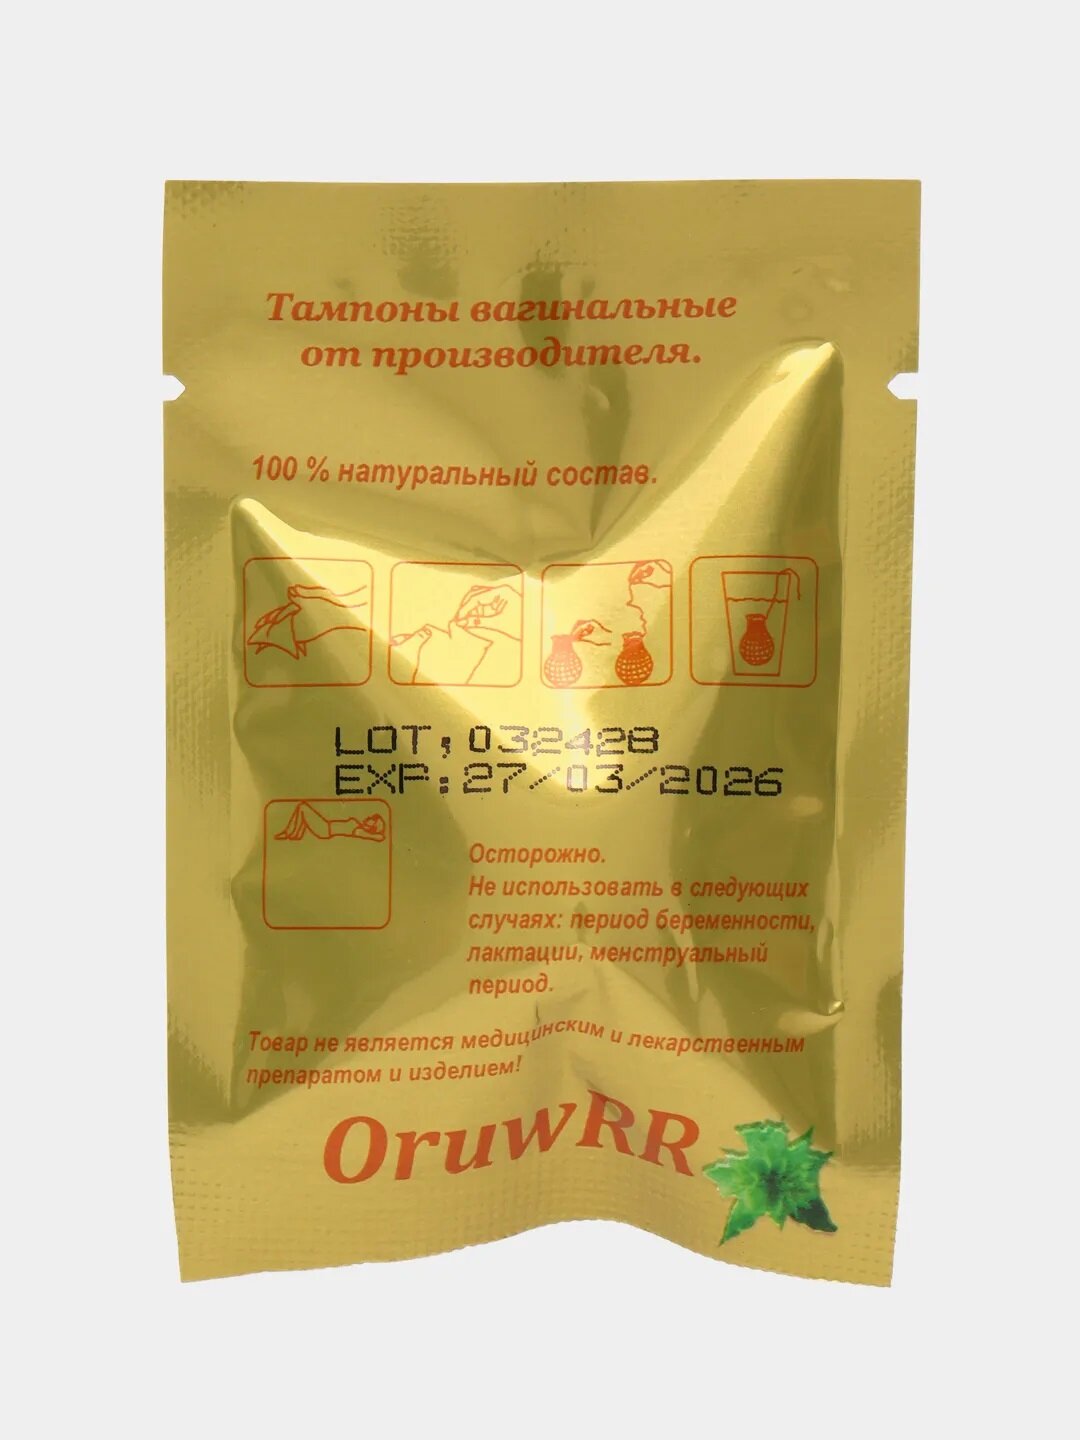 Тампоны вагинальные
от производителя.
100 % натуральный состав.
LOT;032428
EXP:27/03/2026
Осторожно.
Не использовать в следующих
случаях: период беременности,
лактации, менструальный
период.
Товар не является медицинским и лекарственным
препаратом и изделием!
OruwRR